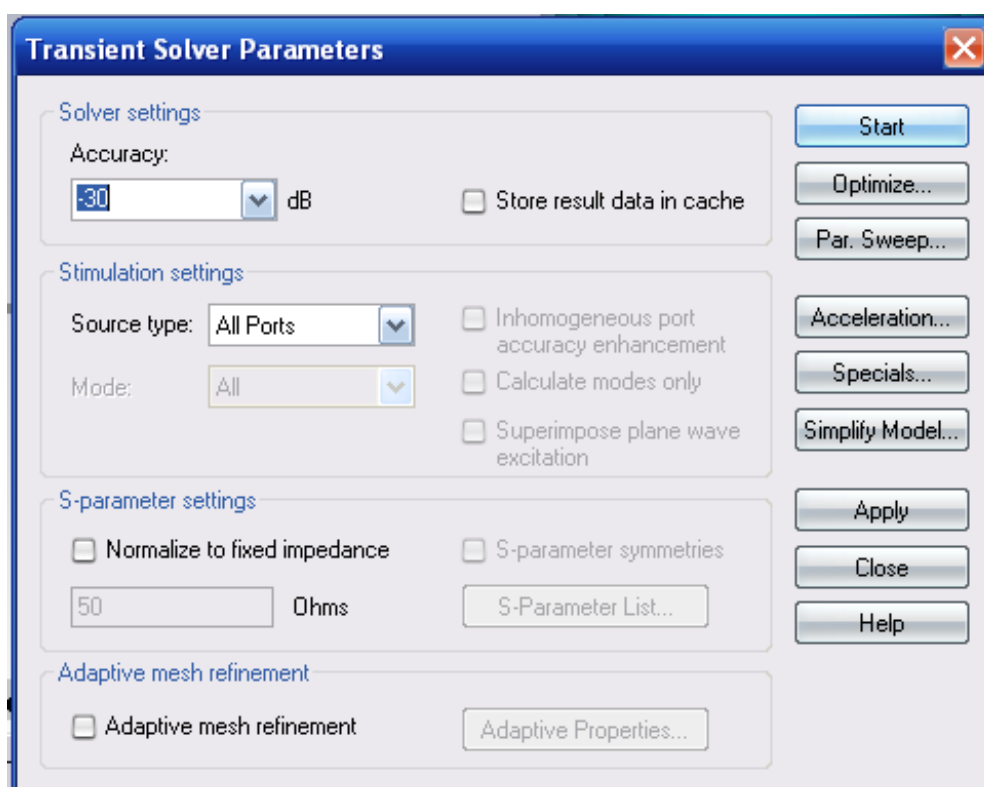 Transient Solver Parameters
Solver settings
Accuracy:
-30 dB
Store result data in cache
Stimulation settings
Source type: All Ports
Mode: All
Inhomogeneous port
accuracy enhancement
Calculate modes only
Superimpose plane wave
excitation
S-parameter settings
Normalize to fixed impedance
50 Ohms
S-parameter symmetries
S-Parameter List...
Adaptive mesh refinement
Adaptive mesh refinement
Adaptive Properties...
Start
Optimize...
Par. Sweep...
Acceleration...
Specials...
Simplify Model...
Apply
Close
Help